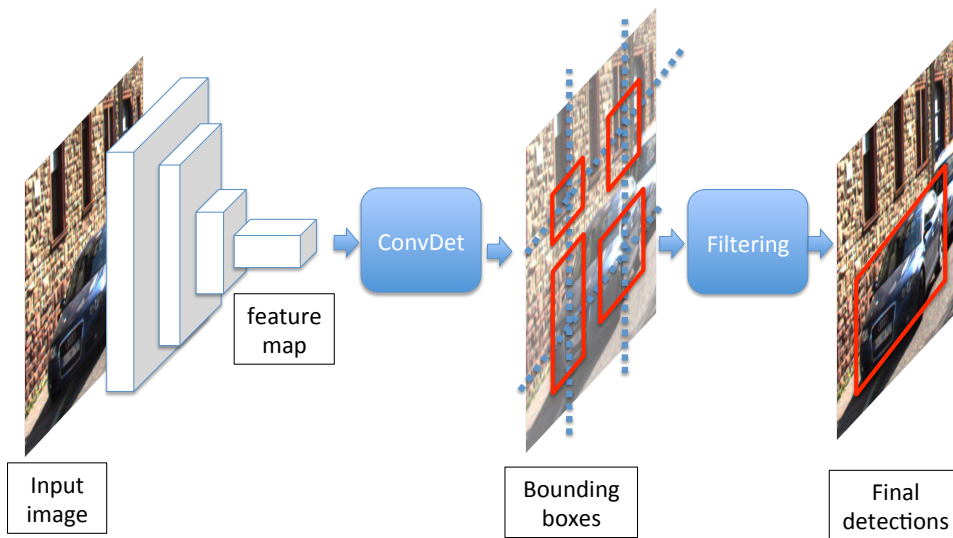 ConvDet
Filtering
feature
map
Input
image
Bounding
boxes
Final
detections